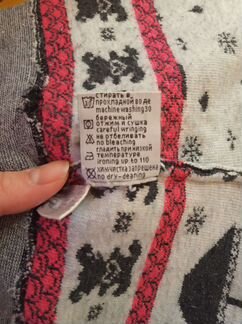 стирать в
прохладной воде
machine washing30
бережный
отжим и сушка
careful wringing
не отбеливать
no bleaching
гладить при низкой
температуре
ironing up to 110
химчистка запрещена
no dry-cleaning